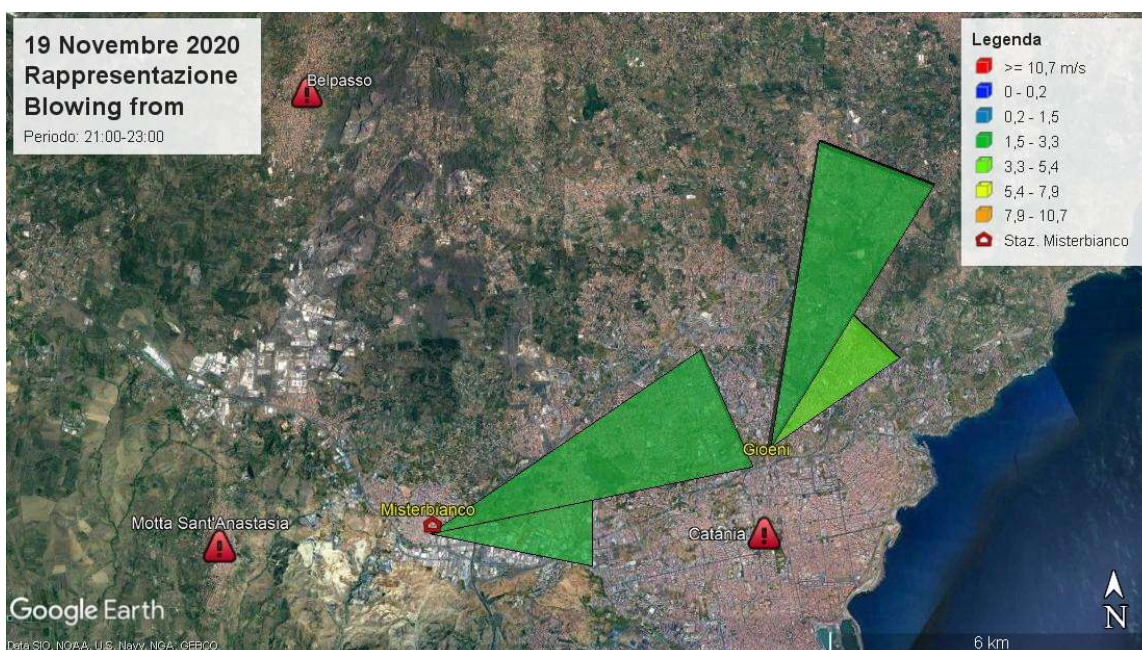 19 Novembre 2020
Rappresentazione
Blowing from
Periodo: 21:00-23:00
Legenda
>= 10,7 m/s
0 - 0,2
0,2 - 1,5
1,5 - 3,3
3,3 - 5,4
5,4 - 7,9
7,9 - 10,7
Staz. Misterbianco
Belpasso
Gioeni
Misterbianco
Motta Sant'Anastasia
Catania
Google Earth
N
Data SIO, NOAA, U.S. Navy, NGA, GEBCO
6 km